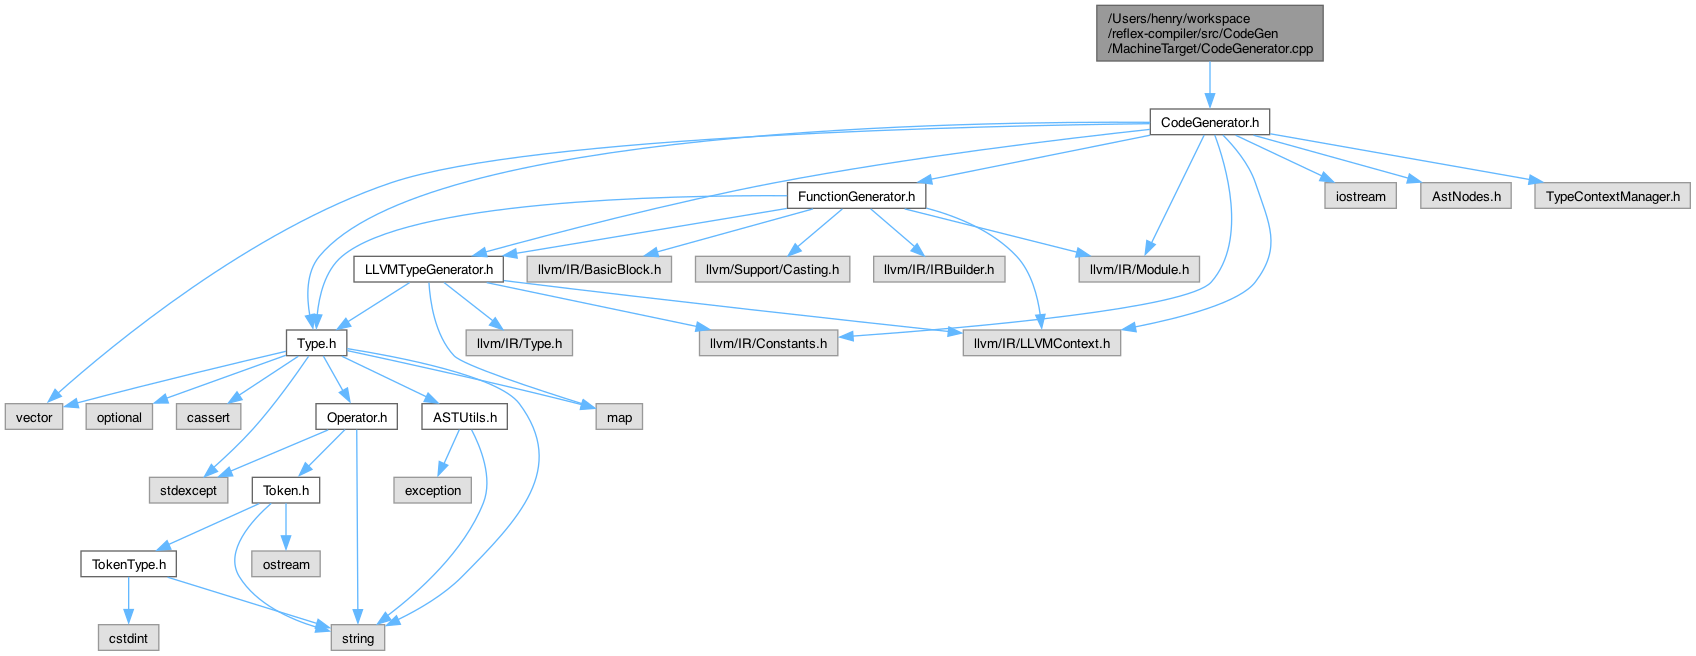 /Users/henry/workspace
/reflex-compiler/src/CodeGen
/MachineTarget/CodeGenerator.cpp
CodeGenerator.h
FunctionGenerator.h
iostream
AstNodes.h
TypeContextManager.h
LLVMTypeGenerator.h
llvm/IR/BasicBlock.h
llvm/Support/Casting.h
llvm/IR/IRBuilder.h
llvm/IR/Module.h
Type.h
llvm/IR/Type.h
llvm/IR/Constants.h
llvm/IR/LLVMContext.h
vector
optional
cassert
Operator.h
ASTUtils.h
map
stdexcept
Token.h
exception
TokenType.h
ostream
cstdint
string